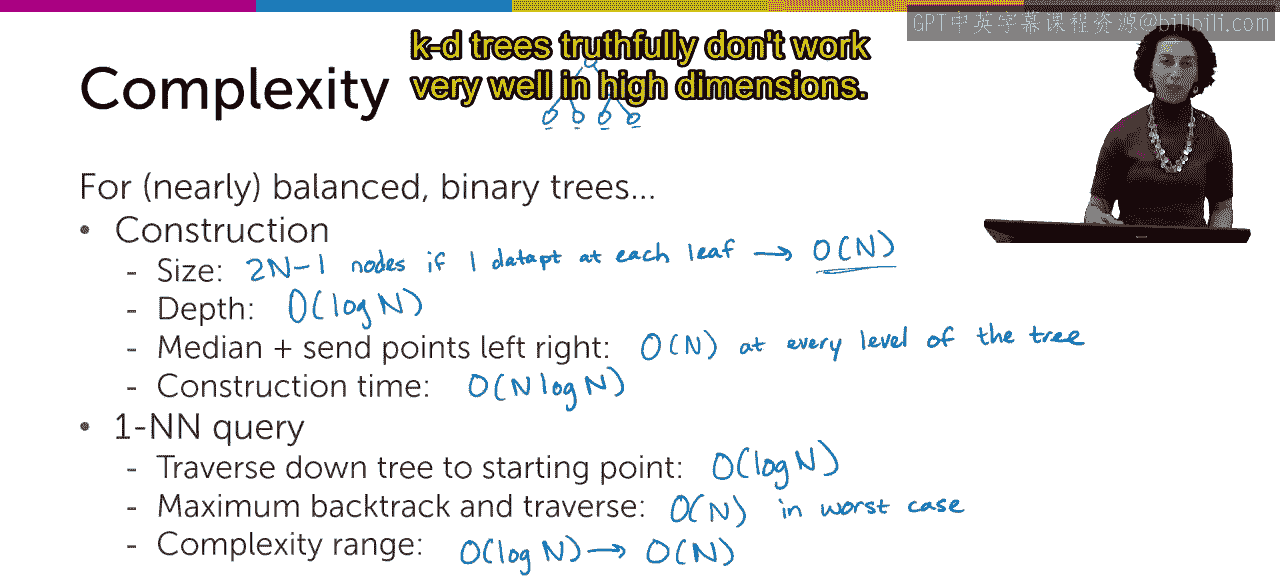 GPT中英字幕课程资源@bilibili.com
k-d trees truthfully don't work
very well in high dimensions.
Complexity
For (nearly) balanced, binary trees...
• Construction
- Size: 2N-1 nodes if 1 datapt at each leaf → O(N)
- Depth: O(log N)
- Median + send points left right: O(N) at every level of the tree
- Construction time: O(N log N)
• 1-NN query
- Traverse down tree to starting point: O(log N)
- Maximum backtrack and traverse: O(N) in worst case
- Complexity range: O(log N) → O(N)